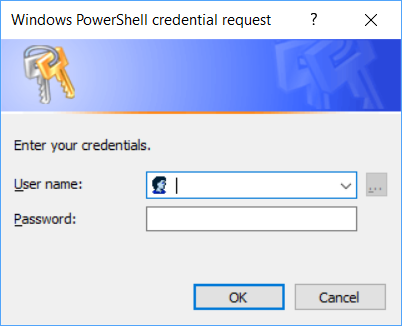 Windows PowerShell credential request
Enter your credentials.
User name:
...
Password:
OK Cancel